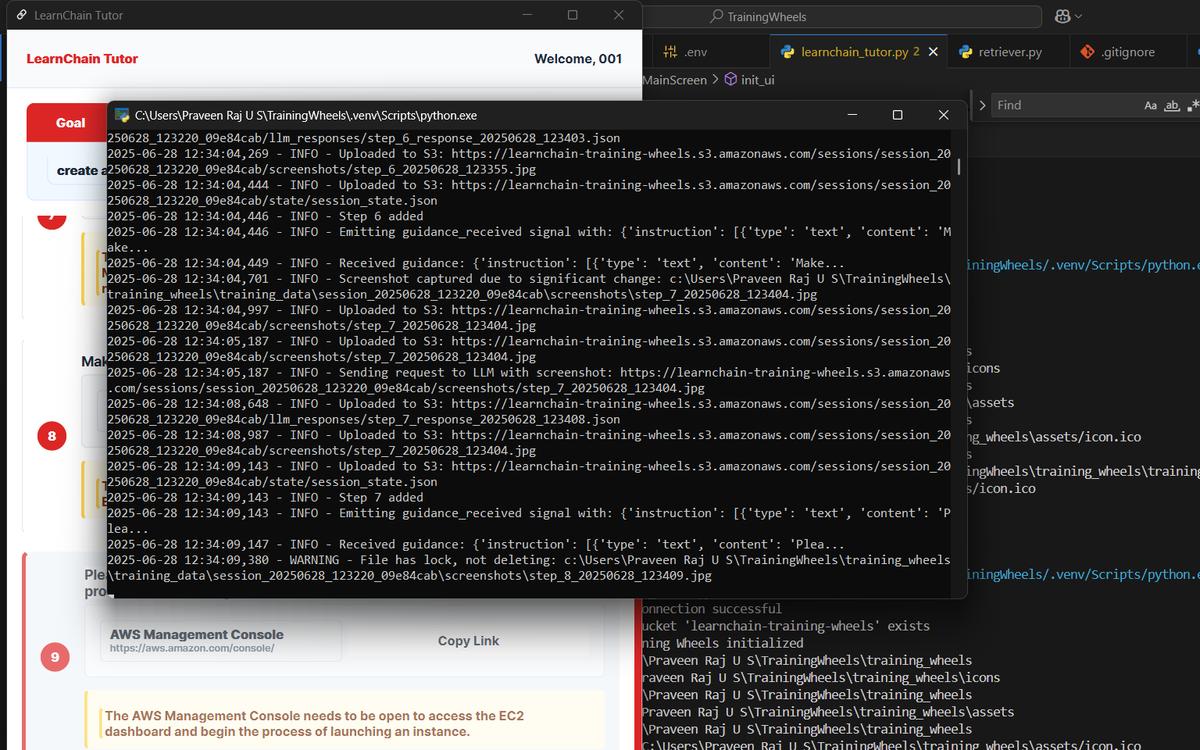 LearnChain Tutor
LearnChain Tutor
Welcome, 001
Goal
create a
Mak
8
Ple
pro
9
AWS Management Console
https://aws.amazon.com/console/
Copy Link
The AWS Management Console needs to be open to access the EC2
dashboard and begin the process of launching an instance.
C:\Users\Praveen Raj U S\TrainingWheels\.venv\Scripts\python.exe
250628_123220_09e84cab/llm_responses/step_6_response_20250628_123403.json
2025-06-28 12:34:04,269 - INFO - Uploaded to S3: https://learnchain-training-wheels.s3.amazonaws.com/sessions/session_20
250628_123220_09e84cab/screenshots/step_6_20250628_123355.jpg
2025-06-28 12:34:04,444 - INFO - Uploaded to S3: https://learnchain-training-wheels.s3.amazonaws.com/sessions/session_20
250628_123220_09e84cab/state/session_state.json
2025-06-28 12:34:04,446 - INFO - Step 6 added
2025-06-28 12:34:04,446 - INFO - Emitting guidance_received signal with: {'instruction': [{'type': 'text', 'content': 'M
ake...
2025-06-28 12:34:04,449 - INFO - Received guidance: {'instruction': [{'type': 'text', 'content': 'Make...
2025-06-28 12:34:04,701 - INFO - Screenshot captured due to significant change: c:\Users\Praveen Raj U S\TrainingWheels\
training_wheels\training_data\session_20250628_123220_09e84cab\screenshots\step_7_20250628_123404.jpg
2025-06-28 12:34:04,997 - INFO - Uploaded to S3: https://learnchain-training-wheels.s3.amazonaws.com/sessions/session_20
250628_123220_09e84cab/screenshots/step_7_20250628_123404.jpg
2025-06-28 12:34:05,187 - INFO - Uploaded to S3: https://learnchain-training-wheels.s3.amazonaws.com/sessions/session_20
250628_123220_09e84cab/screenshots/step_7_20250628_123404.jpg
2025-06-28 12:34:05,187 - INFO - Sending request to LLM with screenshot: https://learnchain-training-wheels.s3.amazonaws
.com/sessions/session_20250628_123220_09e84cab/screenshots/step_7_20250628_123404.jpg
2025-06-28 12:34:08,648 - INFO - Uploaded to S3: https://learnchain-training-wheels.s3.amazonaws.com/sessions/session_20
250628_123220_09e84cab/llm_responses/step_7_response_20250628_123408.json
2025-06-28 12:34:08,987 - INFO - Uploaded to S3: https://learnchain-training-wheels.s3.amazonaws.com/sessions/session_20
250628_123220_09e84cab/screenshots/step_7_20250628_123404.jpg
2025-06-28 12:34:09,143 - INFO - Uploaded to S3: https://learnchain-training-wheels.s3.amazonaws.com/sessions/session_20
250628_123220_09e84cab/state/session_state.json
2025-06-28 12:34:09,143 - INFO - Step 7 added
2025-06-28 12:34:09,143 - INFO - Emitting guidance_received signal with: {'instruction': [{'type': 'text', 'content': 'P
lea...
2025-06-28 12:34:09,147 - INFO - Received guidance: {'instruction': [{'type': 'text', 'content': 'Plea...
2025-06-28 12:34:09,380 - WARNING - File has lock, not deleting: c:\Users\Praveen Raj U S\TrainingWheels\training_wheels
\training_data\session_20250628_123220_09e84cab\screenshots\step_8_20250628_123409.jpg
TrainingWheels
.env
learnchain_tutor.py 2
retriever.py
.gitignore
MainScreen > init_ui
Find
Aa ab
iningWheels/.venv/Scripts/python.e
s
icons
s
\assets
s
ng_wheels\assets/icon.ico
s
ingWheels\training_wheels\training
s/icon.ico
iningWheels/.venv/Scripts/python.e
onnection successful
ucket 'learnchain-training-wheels' exists
ning Wheels initialized
\Praveen Raj U S\TrainingWheels\training_wheels
raveen Raj U S\TrainingWheels\training_wheels\icons
\Praveen Raj U S\TrainingWheels\training_wheels
Praveen Raj U S\TrainingWheels\training_wheels\assets
\Praveen Raj U S\TrainingWheels\training_wheels
C:\Users\Praveen Raj U S\TrainingWheels\training_wheels\assets/icon.ico